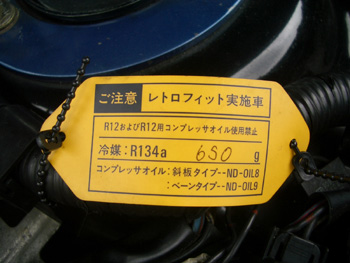 ご注意 レトロフィット実施車
R12およびR12用コンプレッサオイル使用禁止
冷媒:R134a 650 g
コンプレッサオイル:斜板タイプ--ND-OIL8
:ベーンタイプ--ND-OIL9